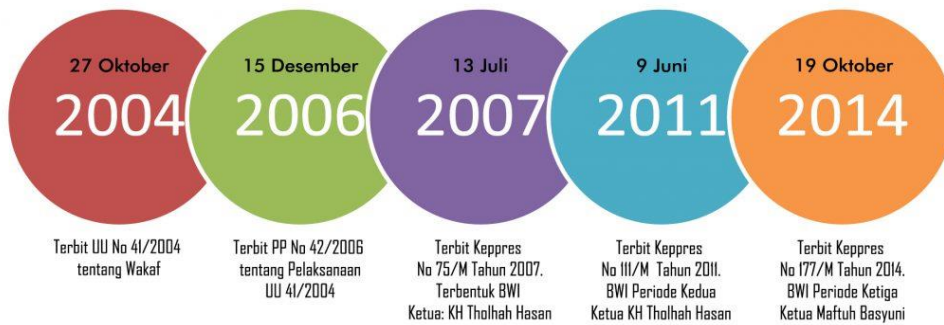 27 Oktober
2004
Terbit UU No 41/2004
tentang Wakaf
15 Desember
2006
Terbit PP No 42/2006
tentang Pelaksanaan
UU 41/2004
13 Juli
2007
Terbit Keppres
No 75/M Tahun 2007.
Terbentuk BWI
Ketua: KH Tholhah Hasan
9 Juni
2011
Terbit Keppres
No 111/M Tahun 2011.
BWI Periode Kedua
Ketua KH Tholhah Hasan
19 Oktober
2014
Terbit Keppres
No 177/M Tahun 2014.
BWI Periode Ketiga
Ketua Maftuh Basyuni